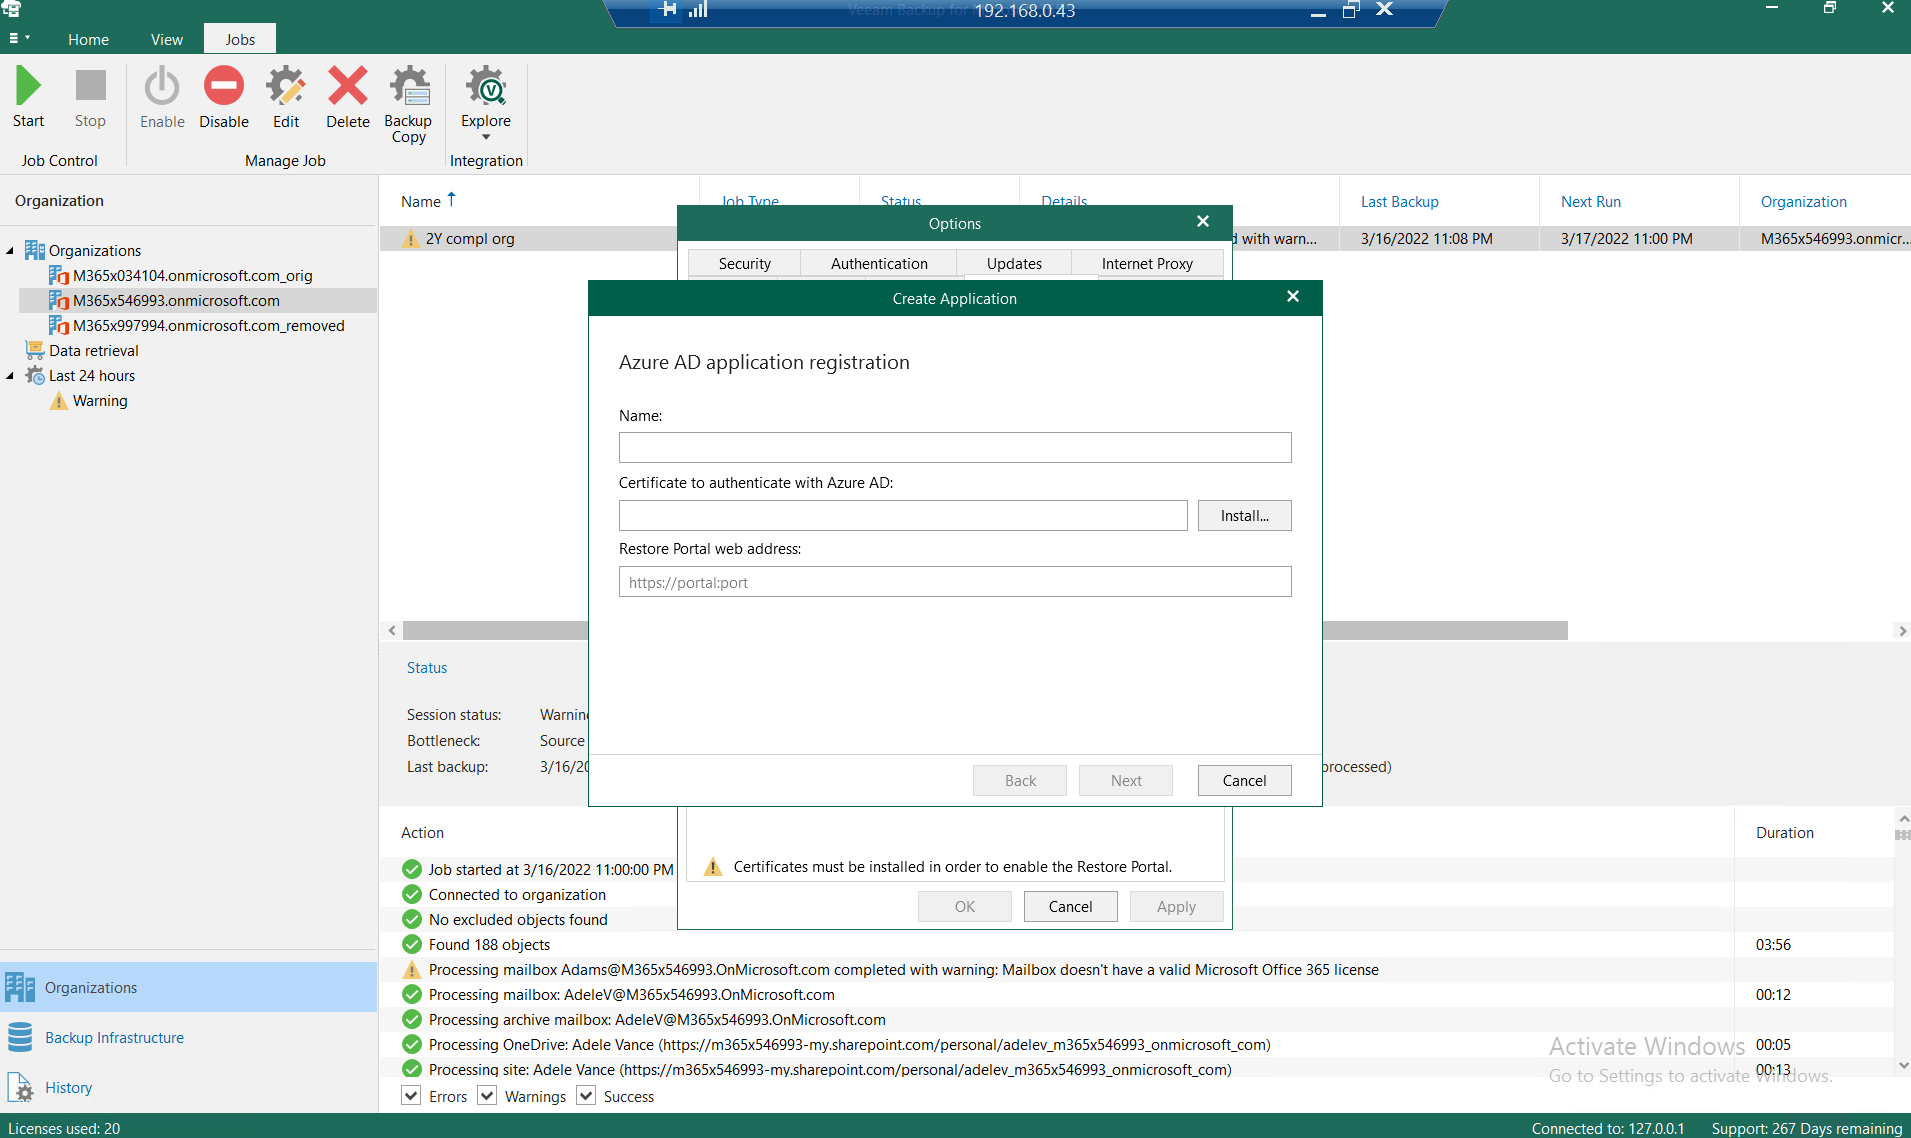 Veeam Backup for
192.168.0.43
Home
View
Jobs
Start
Stop
Enable
Disable
Edit
Delete
Backup
Copy
Explore
Job Control
Manage Job
Integration
Organization
Organizations
M365x034104.onmicrosoft.com_orig
M365x546993.onmicrosoft.com
M365x997994.onmicrosoft.com_removed
Data retrieval
Last 24 hours
Warning
Name
Job Type
Status
Details
Last Backup
Next Run
Organization
2Y compl org
d with warn...
3/16/2022 11:08 PM
3/17/2022 11:00 PM
M365x546993.onmicr...
Options
Security
Authentication
Updates
Internet Proxy
Create Application
Azure AD application registration
Name:
Certificate to authenticate with Azure AD:
Install...
Restore Portal web address:
https://portal:port
Back
Next
Cancel
Status
Session status:
Warnin
Bottleneck:
Source
Last backup:
3/16/20
processed)
Certificates must be installed in order to enable the Restore Portal.
OK
Cancel
Apply
Action
Duration
Job started at 3/16/2022 11:00:00 PM
Connected to organization
No excluded objects found
Found 188 objects
03:56
Processing mailbox Adams@M365x546993.OnMicrosoft.com completed with warning: Mailbox doesn't have a valid Microsoft Office 365 license
Processing mailbox: AdeleV@M365x546993.OnMicrosoft.com
00:12
Processing archive mailbox: AdeleV@M365x546993.OnMicrosoft.com
Processing OneDrive: Adele Vance (https://m365x546993-my.sharepoint.com/personal/adelev_m365x546993_onmicrosoft_com)
00:05
Processing site: Adele Vance (https://m365x546993-my.sharepoint.com/personal/adelev_m365x546993_onmicrosoft_com)
00:13
Errors
Warnings
Success
Activate Windows
Go to Settings to activate Windows.
Organizations
Backup Infrastructure
History
Licenses used: 20
Connected to: 127.0.0.1
Support: 267 Days remaining